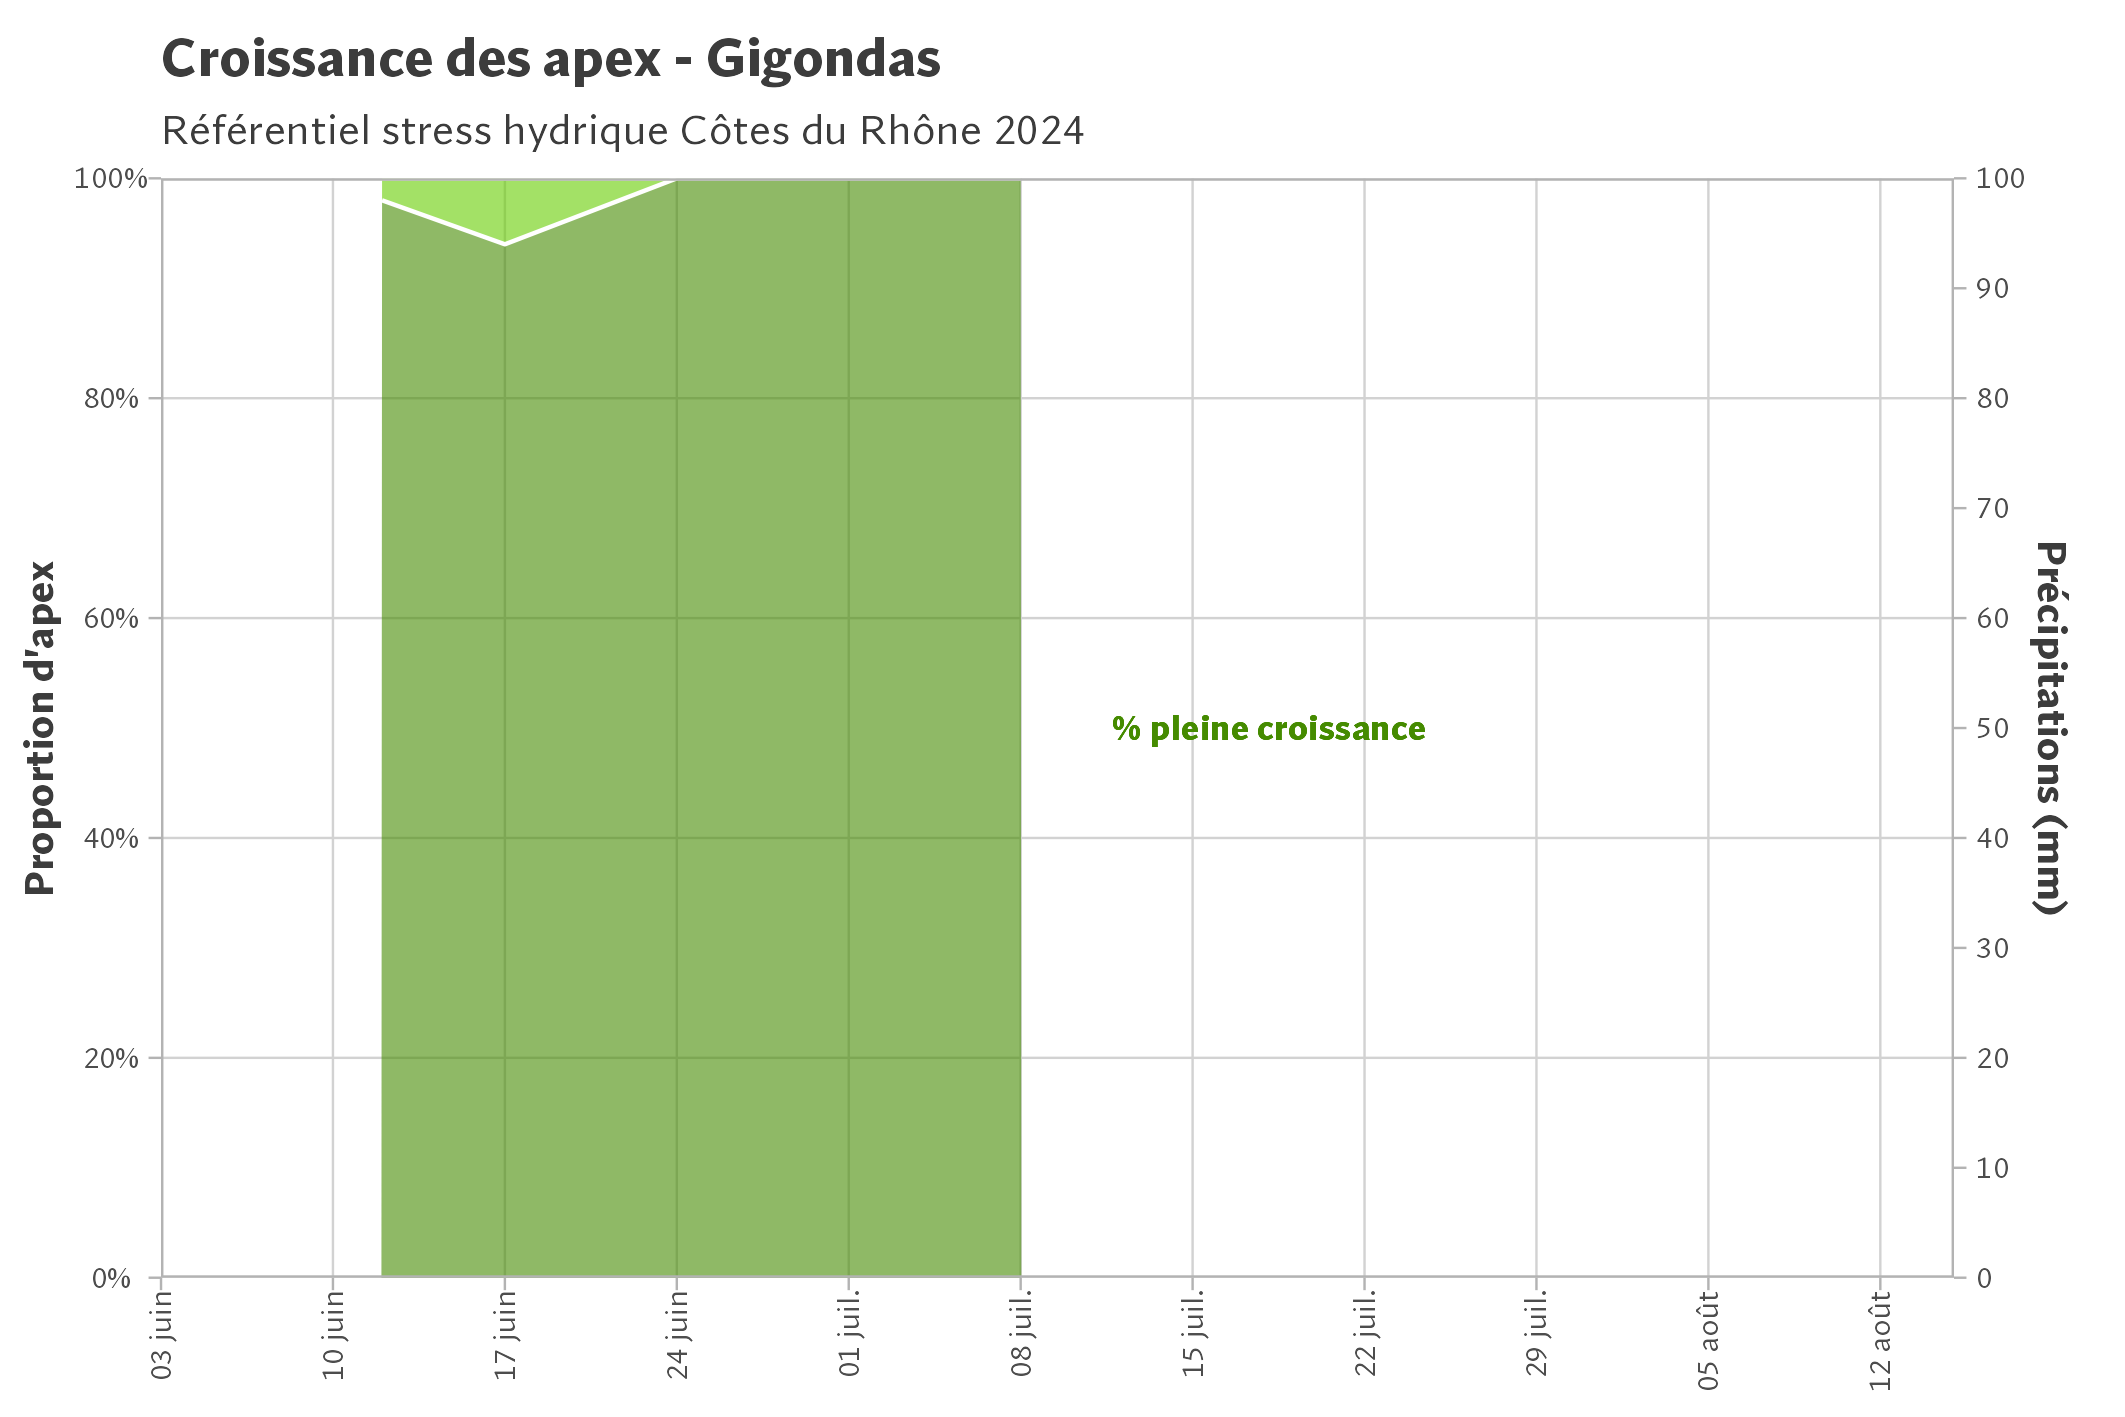 Croissance des apex - Gigondas
Référentiel stress hydrique Côtes du Rhône 2024
Proportion d'apex
100%
80%
60%
40%
20%
0%
% pleine croissance
100
90
80
70
60
50
40
30
20
10
0
Précipitations (mm)
03 juin
10 juin
17 juin
24 juin
01 juil.
08 juil.
15 juil.
22 juil.
29 juil.
05 août
12 août